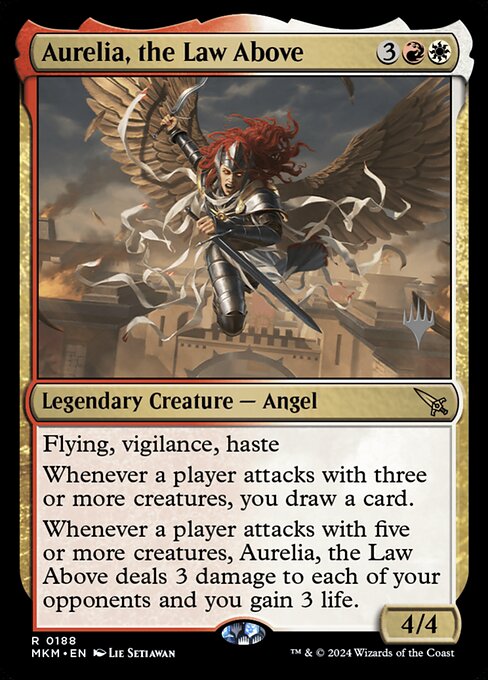 Aurelia, the Law Above 3
Legendary Creature — Angel
Flying, vigilance, haste
Whenever a player attacks with three
or more creatures, you draw a card.
Whenever a player attacks with five
or more creatures, Aurelia, the Law
Above deals 3 damage to each of your
opponents and you gain 3 life.
4/4
R 0188
MKM • EN Lie Setiawan
™ & © 2024 Wizards of the Coast